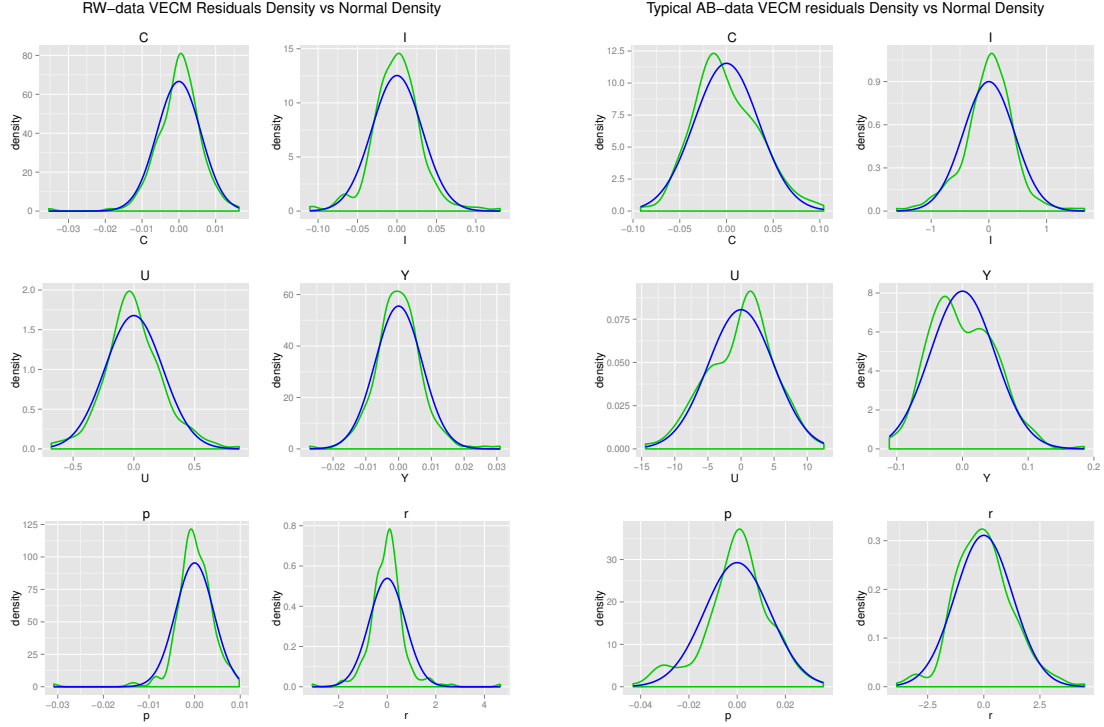 RW−data VECM Residuals Density vs Normal Density
Typical AB−data VECM residuals Density vs Normal Density
C
80
60
40
20
0
density
−0.03 −0.02 −0.01 0.00 0.01
C
I
15
10
5
0
density
−0.10 −0.05 0.00 0.05 0.10
I
C
12.5
10.0
7.5
5.0
2.5
0.0
density
−0.10 −0.05 0.00 0.05 0.10
C
I
0.9
0.6
0.3
0.0
density
−1 0 1
I
U
2.0
1.5
1.0
0.5
0.0
density
−0.5 0.0 0.5
U
Y
60
40
20
0
density
−0.02 −0.01 0.00 0.01 0.02 0.03
Y
U
0.075
0.050
0.025
0.000
density
−15 −10 −5 0 5 10
U
Y
8
6
4
2
0
density
−0.1 0.0 0.1 0.2
Y
p
125
100
75
50
25
0
density
−0.03 −0.02 −0.01 0.00 0.01
p
r
0.8
0.6
0.4
0.2
0.0
density
−2 0 2 4
r
p
30
20
10
0
density
−0.04 −0.02 0.00 0.02
p
r
0.3
0.2
0.1
0.0
density
−2.5 0.0 2.5
r